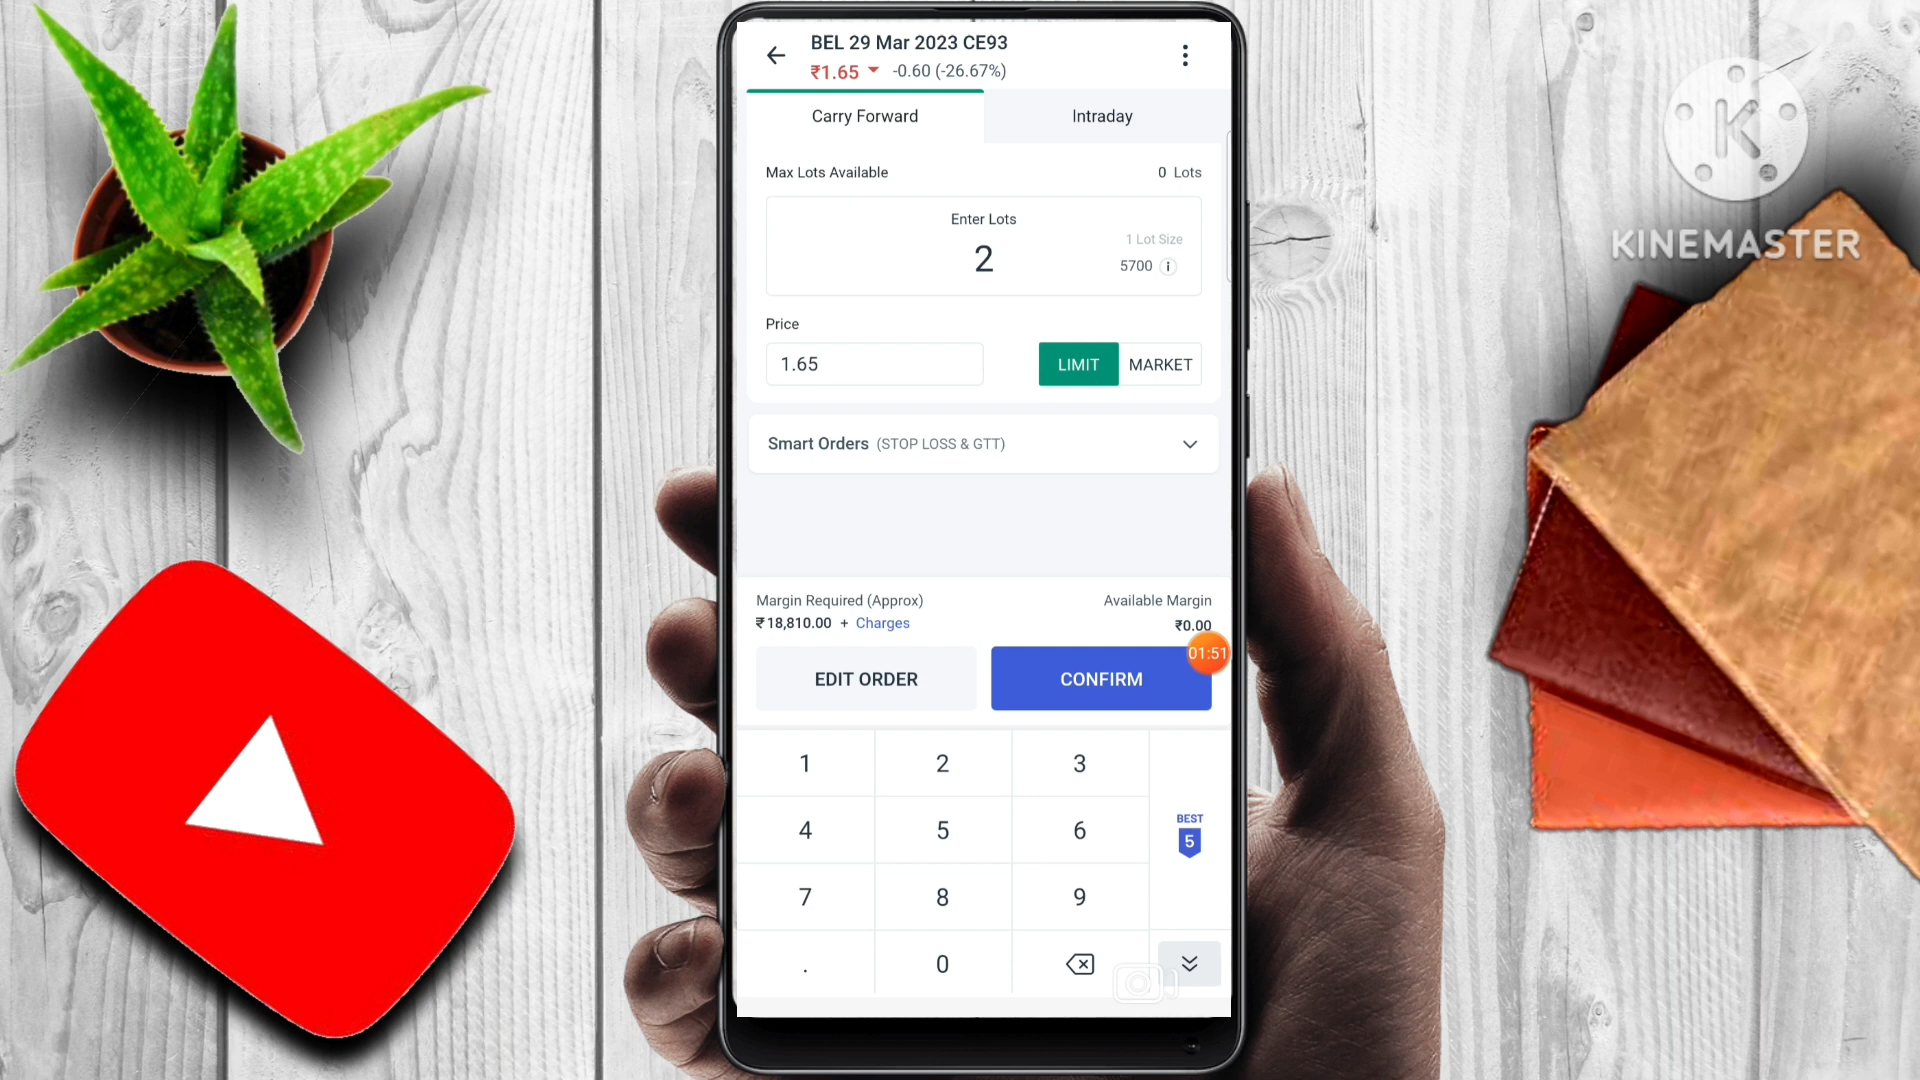 BEL 29 Mar 2023 CE93
₹1.65 -0.60 (-26.67%)
Carry Forward Intraday
Max Lots Available 0 Lots
Enter Lots
1 Lot Size
2
5700
Price
1.65 LIMIT MARKET
Smart Orders (STOP LOSS & GTT)
Margin Required (Approx) Available Margin
₹18,810.00 + Charges ₹0.00
01:51
EDIT ORDER CONFIRM
1 2 3
4 5 6
BEST
5
7 8 9
. 0
K
KINEMASTER